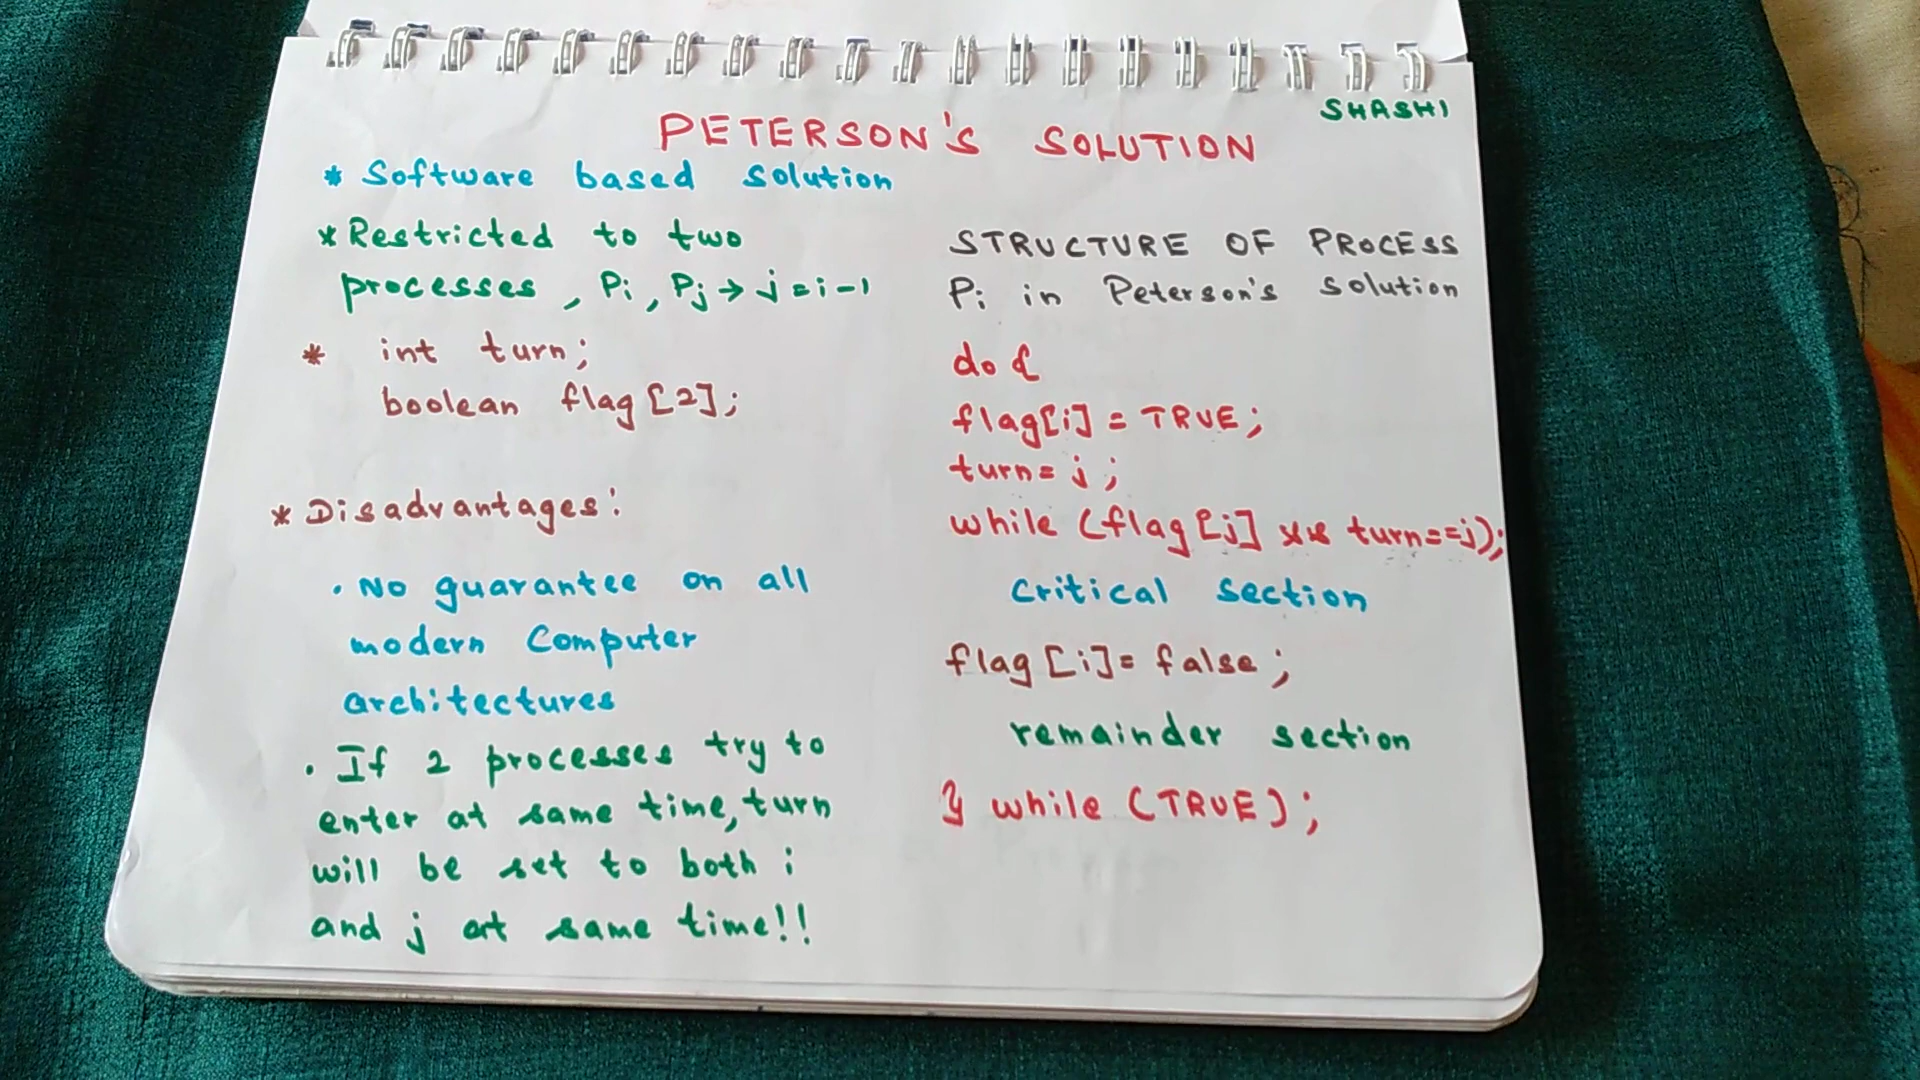 SHASHI
PETERSON'S SOLUTION
* Software based solution
* Restricted to two
processes, Pi, Pj → j = i - 1
* int turn;
boolean flag [2];
* Disadvantages:
. No guarantee on all
modern Computer
architectures
. If 2 processes try to
enter at same time, turn
will be set to both i
and j at same time!!
STRUCTURE OF PROCESS
Pi in Peterson's solution
do {
flag[i] = TRUE;
turn = j;
while (flag [j] && turn==j);
Critical section
flag [i] = false;
remainder section
} while (TRUE);